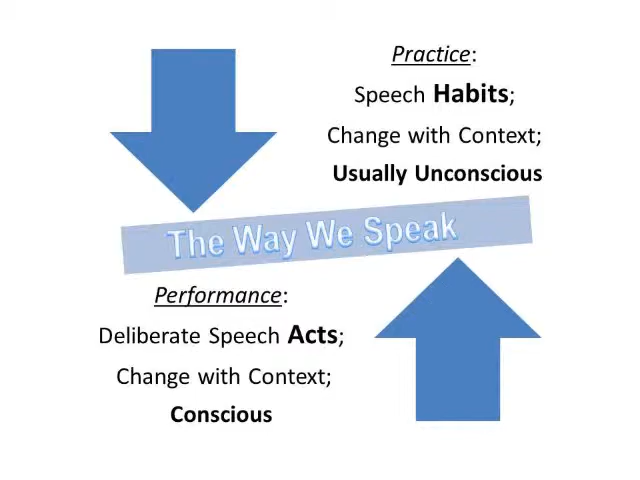 Practice:
Speech Habits;
Change with Context;
Usually Unconscious
The Way We Speak
Performance:
Deliberate Speech Acts;
Change with Context;
Conscious